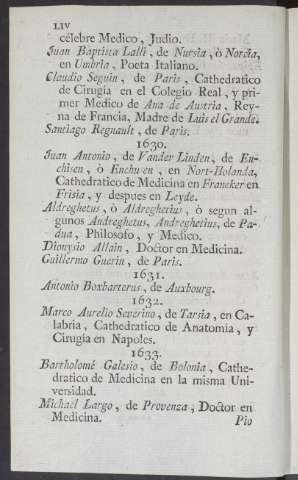 LIV
célebre Medico, Judio.
Juan Baptista Lalli, de Nursia, ò Norcia,
en Umbria, Poeta Italiano.
Claudio Seguin, de Paris, Cathedratico
de Cirugía en el Colegio Real, y pri-
mer Medico de Ana de Austria, Rey-
na de Francia, Madre de Luis el Grande.
Santiago Regnault, de Paris.
1630.
Juan Antonio, de Vander Linden, de En-
chisen, ò Enchuen, en Nort-Holanda,
Cathedratico de Medicina en Franeker en
Frisia, y despues en Leyde.
Aldreghetus, ò Aldreghetius, ò segun al-
gunos Andreghetus, Andreghetius, de Pa-
dua, Philosofo, y Medico.
Dionysio Allain, Doctor en Medicina.
Guillermo Guerin, de Paris.
1631.
Antonio Boxbarterus, de Auxbourg.
1632.
Marco Aurelio Severino, de Tarsia, en Ca-
labria, Cathedratico de Anatomia, y
Cirugia en Napoles.
1633.
Bartholomé Galesio, de Bolonia, Cathe-
dratico de Medicina en la misma Uni-
versidad.
Michael Largo, de Provenza, Doctor en
Medicina.
Pio